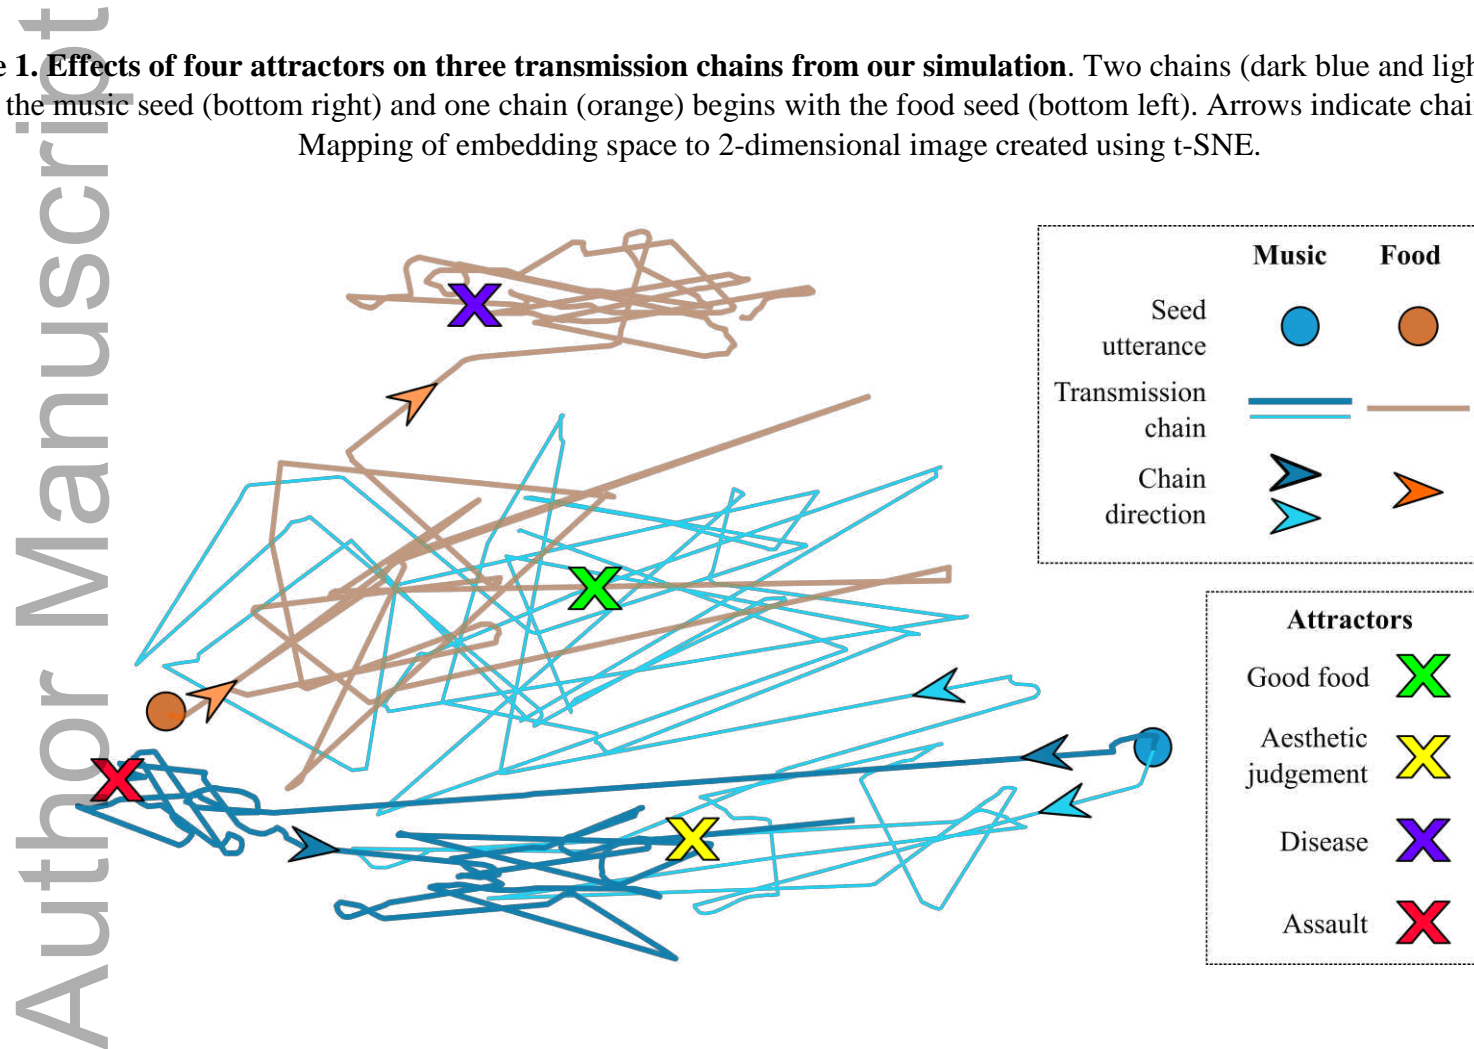 e 1. Effects of four attractors on three transmission chains from our simulation. Two chains (dark blue and ligh
the music seed (bottom right) and one chain (orange) begins with the food seed (bottom left). Arrows indicate chai
Mapping of embedding space to 2-dimensional image created using t-SNE.
Author Manuscript
Music Food
Seed
utterance
Transmission
chain
Chain
direction
Attractors
Good food
Aesthetic
judgement
Disease
Assault